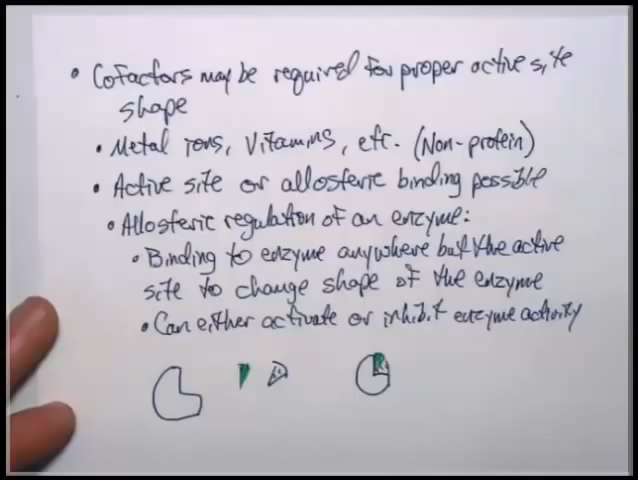 • Cofactors may be required for proper active site
shape
• Metal ions, Vitamins, etc. (Non-protein)
• Active site or allosteric binding possible
• Allosteric regulation of an enzyme:
• Binding to enzyme anywhere but the active
site to change shape of the enzyme
• Can either activate or inhibit enzyme activity